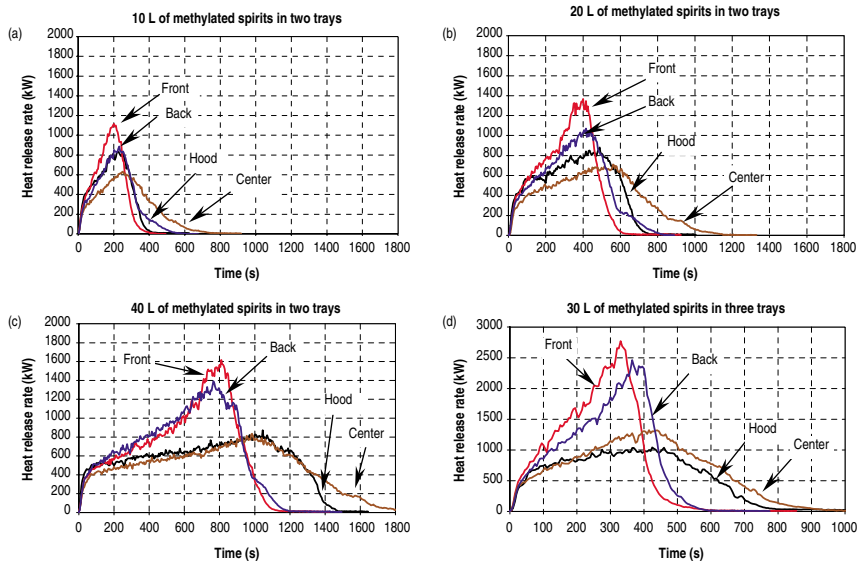 (a)
10 L of methylated spirits in two trays
Heat release rate (kW)
2000
1800
1600
1400
1200
1000
800
600
400
200
0
Front
Back
Hood
Center
0 200 400 600 800 1000 1200 1400 1600 1800
Time (s)
(b)
20 L of methylated spirits in two trays
Heat release rate (kW)
2000
1800
1600
1400
1200
1000
800
600
400
200
0
Front
Back
Hood
Center
0 200 400 600 800 1000 1200 1400 1600 1800
Time (s)
(c)
40 L of methylated spirits in two trays
Heat release rate (kW)
2000
1800
1600
1400
1200
1000
800
600
400
200
0
Front
Back
Hood
Center
0 200 400 600 800 1000 1200 1400 1600 1800
Time (s)
(d)
30 L of methylated spirits in three trays
Heat release rate (kW)
3000
2500
2000
1500
1000
500
0
Front
Back
Hood
Center
0 100 200 300 400 500 600 700 800 900 1000
Time (s)